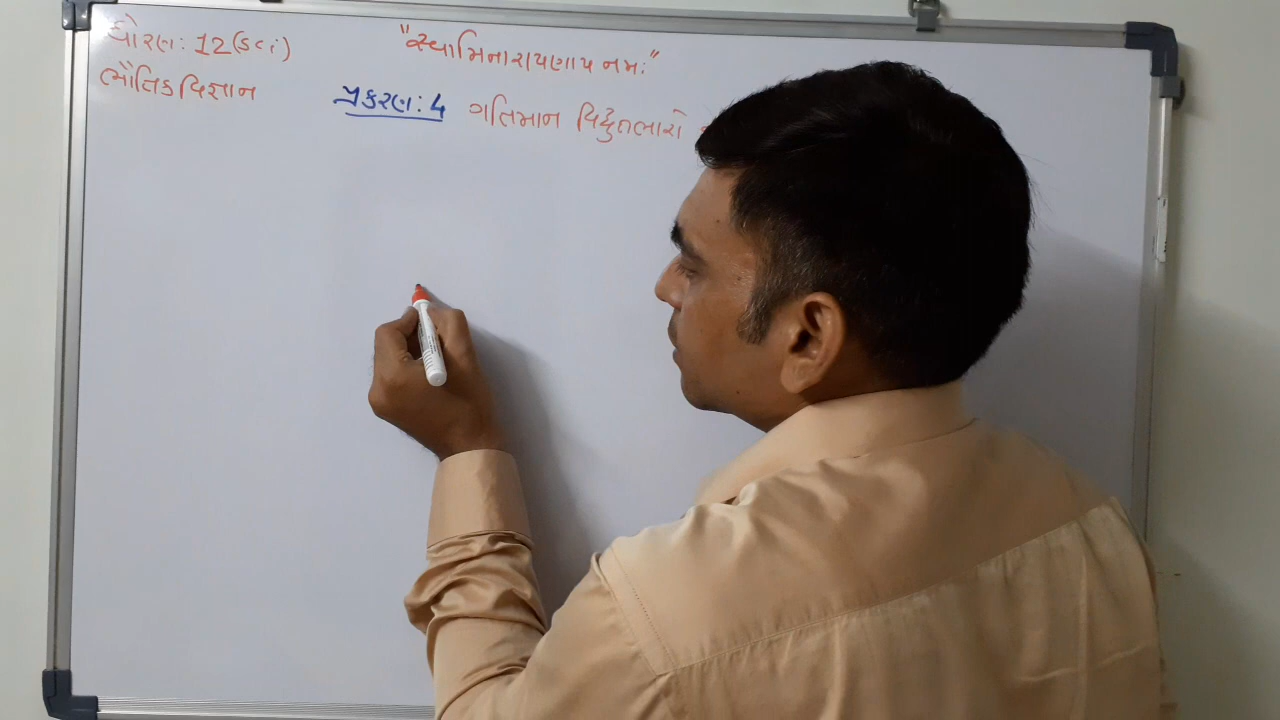 ધોરણ: 12(Sci)
"સ્વામિનારાયણાય નમઃ"
ભૌતિકવિજ્ઞાન
પ્રકરણ: 4 ગતિમાન વિદ્યુતભારો